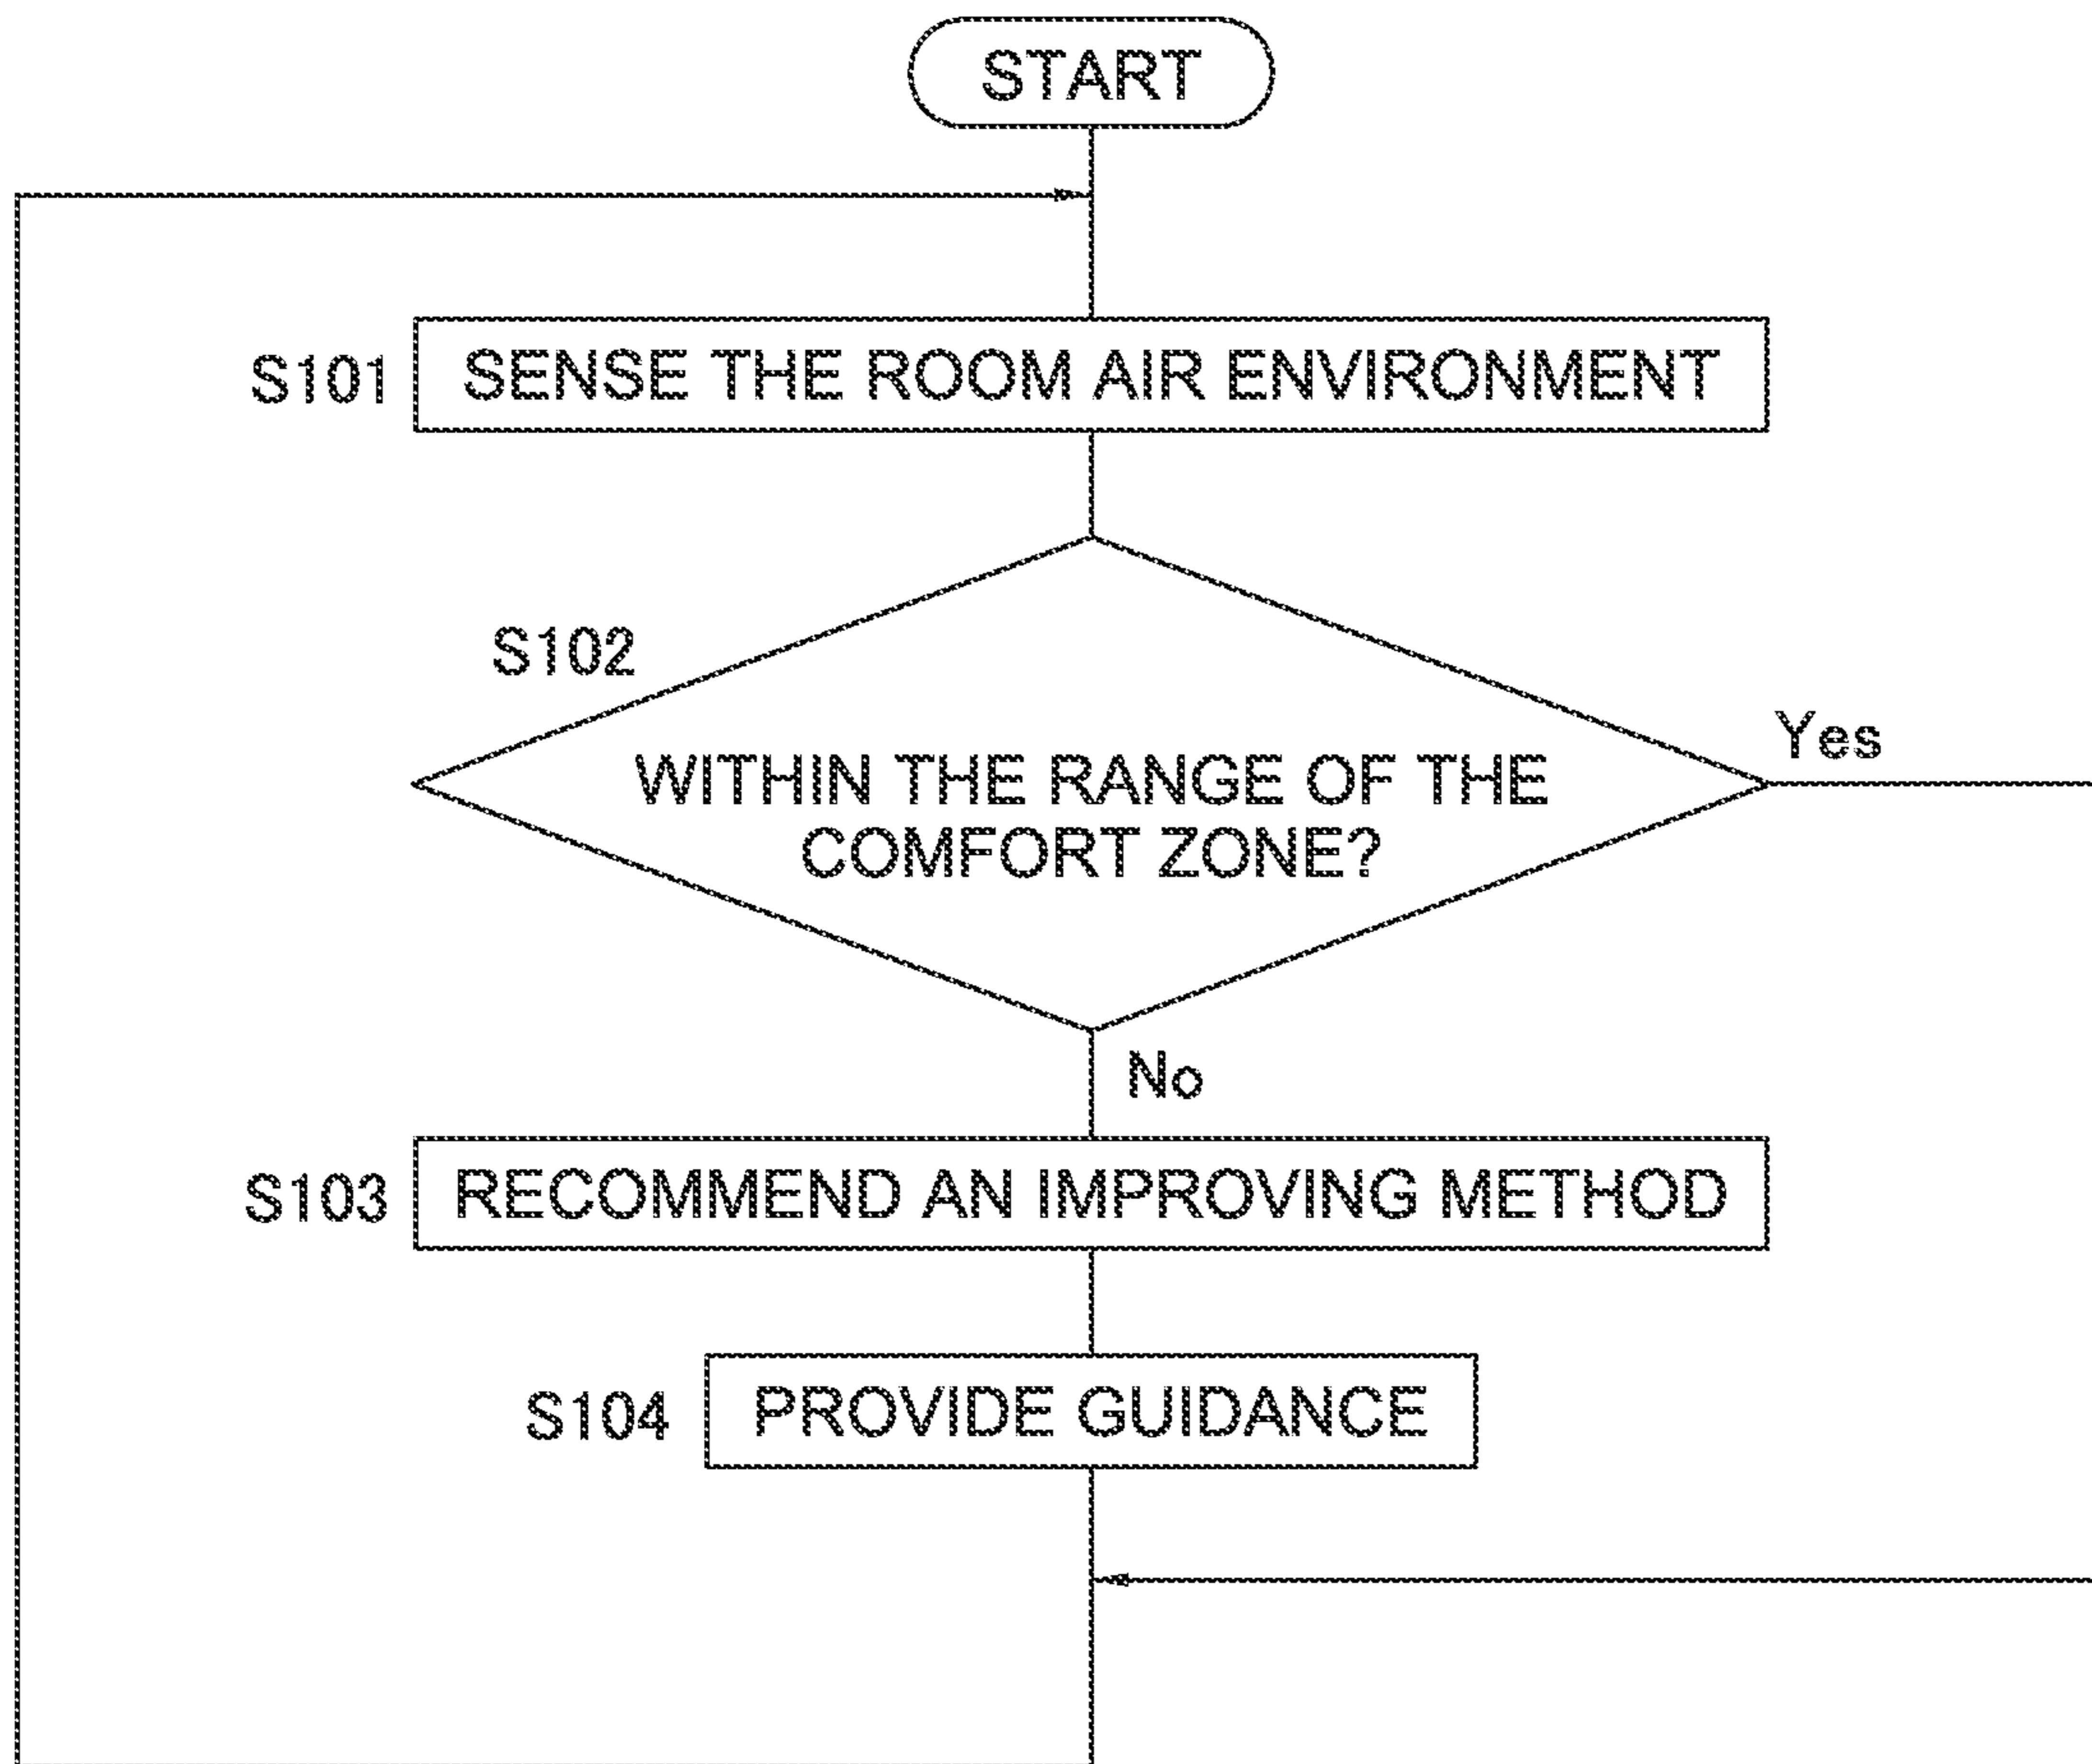 START
S101
SENSE THE ROOM AIR ENVIRONMENT
S102
WITHIN THE RANGE OF THE
COMFORT ZONE?
Yes
No
S103
RECOMMEND AN IMPROVING METHOD
S104
PROVIDE GUIDANCE